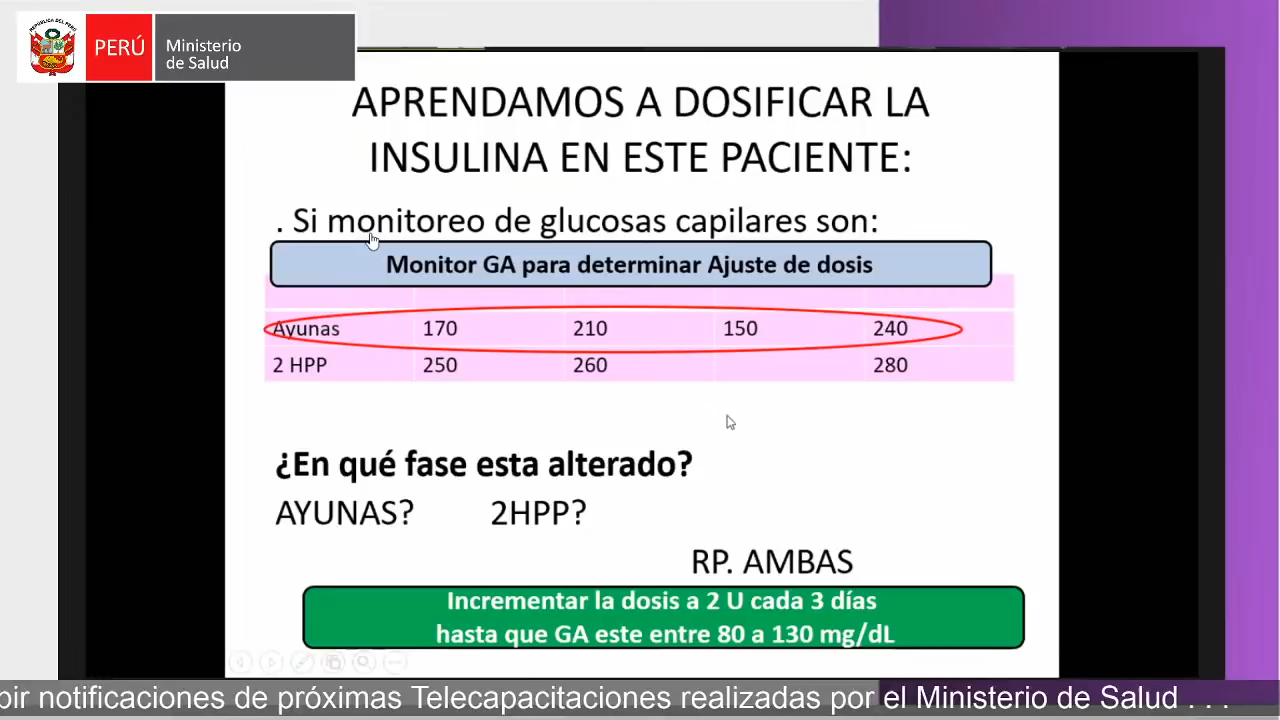 REPÚBLICA DEL PERÚ
PERÚ
Ministerio
de Salud
APRENDAMOS A DOSIFICAR LA
INSULINA EN ESTE PACIENTE:
. Si monitoreo de glucosas capilares son:
Monitor GA para determinar Ajuste de dosis
Ayunas 170 210 150 240
2 HPP 250 260 280
¿En qué fase esta alterado?
AYUNAS? 2HPP?
RP. AMBAS
Incrementar la dosis a 2 U cada 3 días
hasta que GA este entre 80 a 130 mg/dL
bir notificaciones de próximas Telecapacitaciones realizadas por el Ministerio de Salud . . .